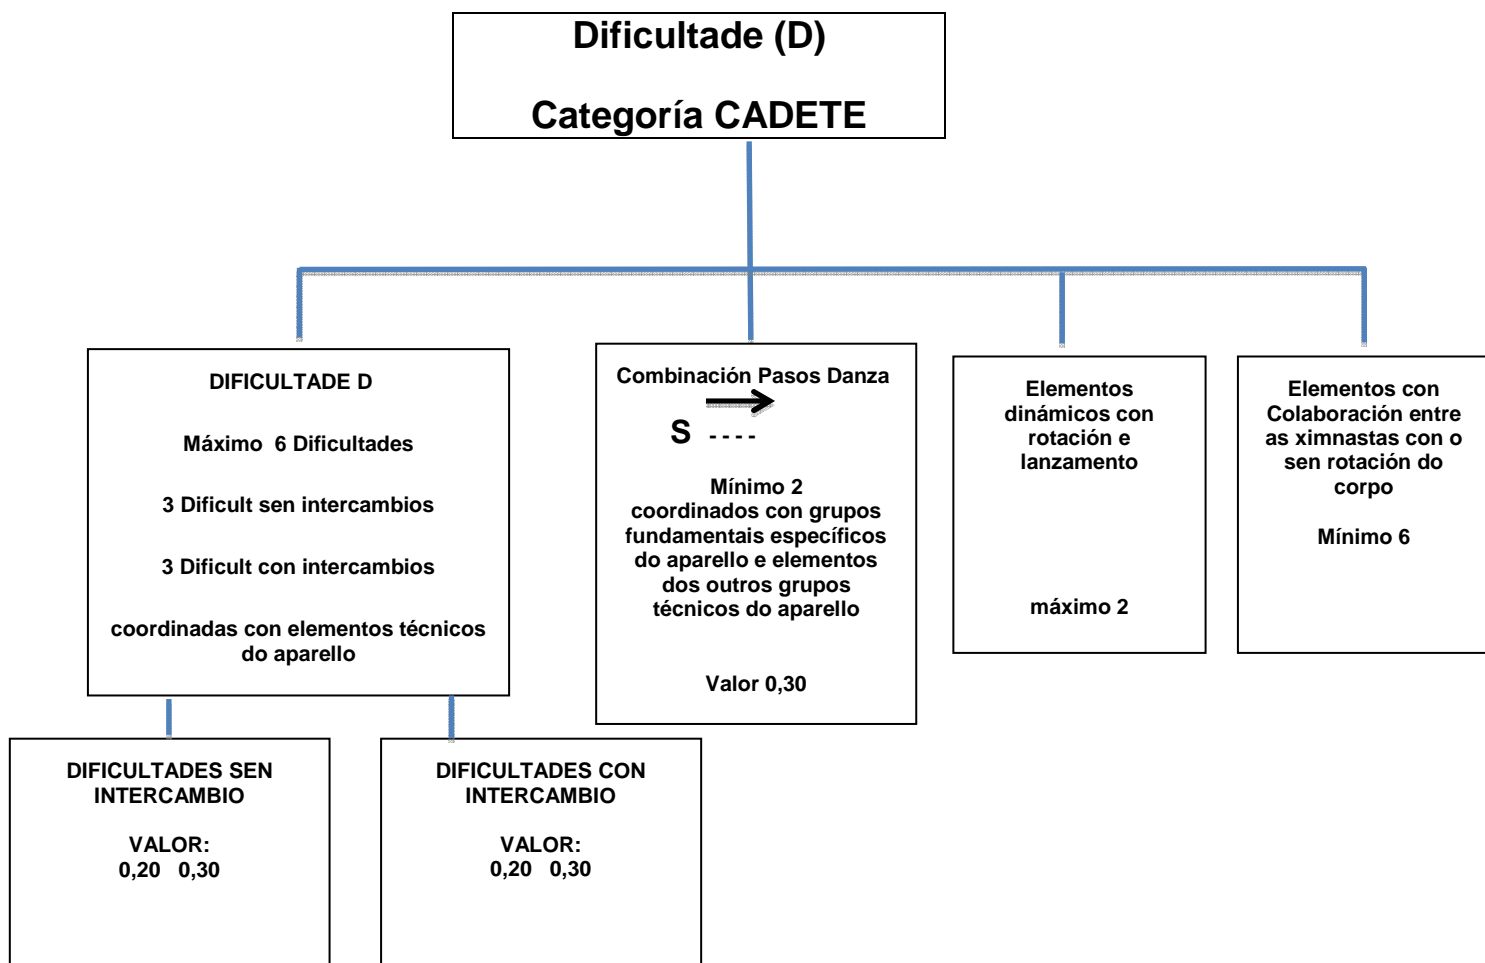 Dificultade (D)
Categoría CADETE
DIFICULTADE D
Máximo 6 Dificultades
3 Dificult sen intercambios
3 Dificult con intercambios
coordinadas con elementos técnicos
do aparello
Combinación Pasos Danza
S ----
Mínimo 2
coordinados con grupos
fundamentais específicos
do aparello e elementos
dos outros grupos
técnicos do aparello
Valor 0,30
Elementos
dinámicos con
rotación e
lanzamento
máximo 2
Elementos con
Colaboración entre
as ximnastas con o
sen rotación do
corpo
Mínimo 6
DIFICULTADES SEN
INTERCAMBIO
VALOR:
0,20 0,30
DIFICULTADES CON
INTERCAMBIO
VALOR:
0,20 0,30